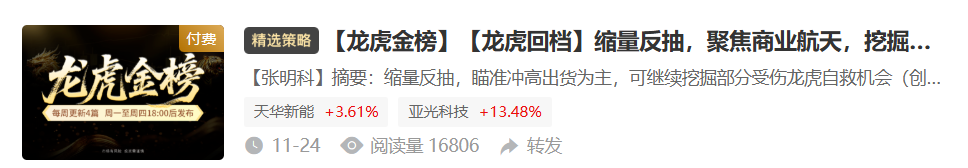 付费
龙虎金榜
每周更新4篇 周一至周四18:00后发布
精选策略 【龙虎金榜】【龙虎回档】缩量反抽，聚焦商业航天，挖掘...
【张明科】摘要：缩量反抽，瞄准冲高出货为主，可继续挖掘部分受伤龙虎自救机会（创...
天华新能 +3.61% 亚光科技 +13.48%
11-24 阅读量 16806 转发